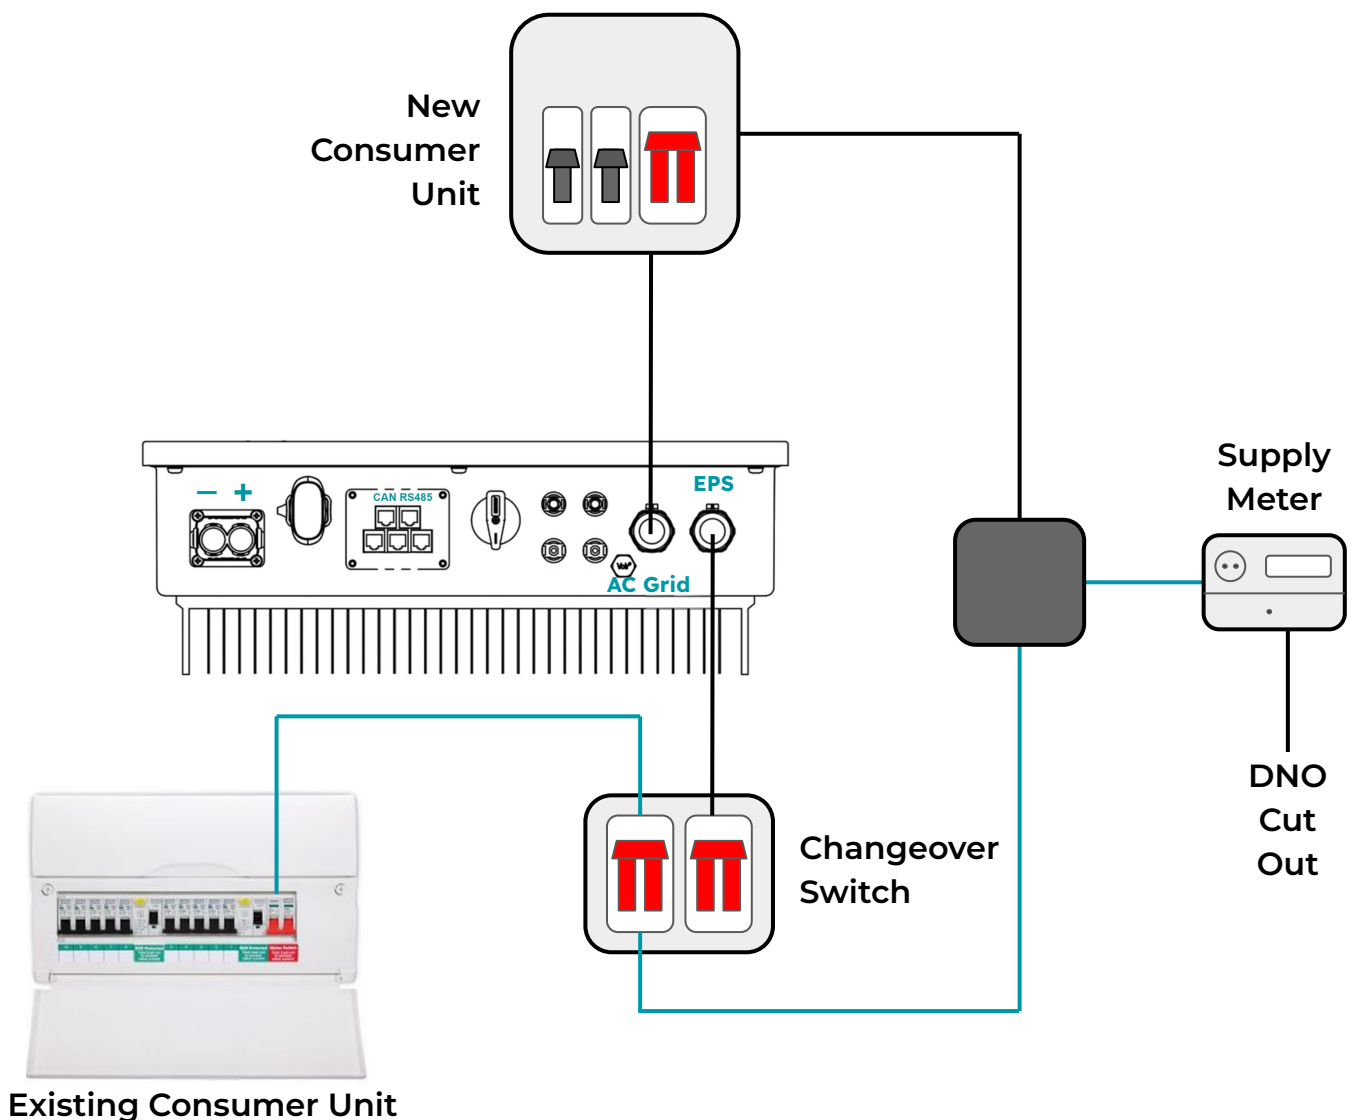 New
Consumer
Unit
Supply
Meter
EPS
CAN RS485
AC Grid
DNO
Cut
Out
Changeover
Switch
Existing Consumer Unit